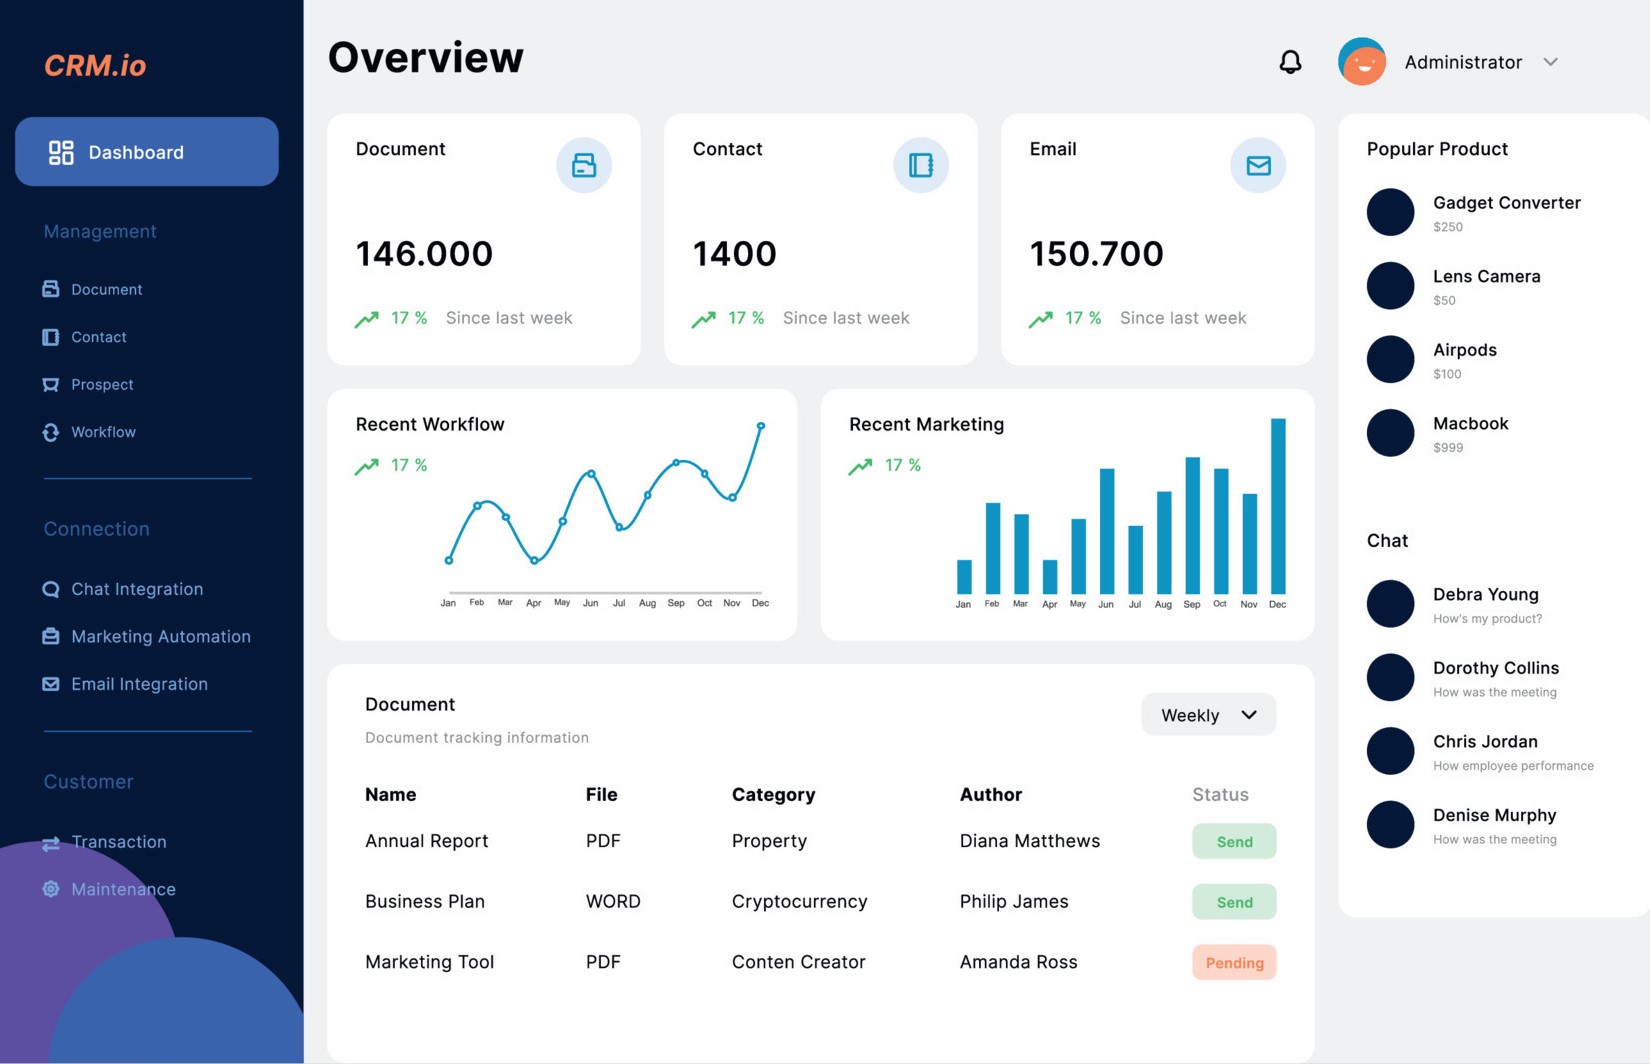 CRM.io
Dashboard
Management
Document
Contact
Prospect
Workflow
Connection
Chat Integration
Marketing Automation
Email Integration
Customer
Transaction
Maintenance
Overview
Administrator
Document
146.000
17 % Since last week
Contact
1400
17 % Since last week
Email
150.700
17 % Since last week
Recent Workflow
17 %
Jan Feb Mar Apr May Jun Jul Aug Sep Oct Nov Dec
Recent Marketing
17 %
Jan Feb Mar Apr May Jun Jul Aug Sep Oct Nov Dec
Document
Document tracking information
Weekly
Name File Category Author Status
Annual Report PDF Property Diana Matthews Send
Business Plan WORD Cryptocurrency Philip James Send
Marketing Tool PDF Conten Creator Amanda Ross Pending
Popular Product
Gadget Converter
$250
Lens Camera
$50
Airpods
$100
Macbook
$999
Chat
Debra Young
How's my product?
Dorothy Collins
How was the meeting
Chris Jordan
How employee performance
Denise Murphy
How was the meeting